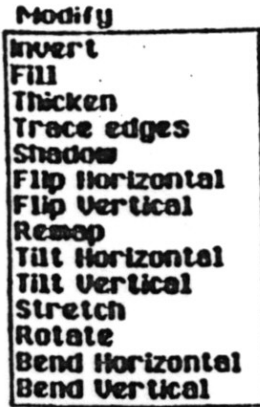 Modify
Invert
Fill
Thicken
Trace edges
Shadow
Flip Horizontal
Flip Vertical
Remap
Tilt Horizontal
Tilt Vertical
Stretch
Rotate
Bend Horizontal
Bend Vertical